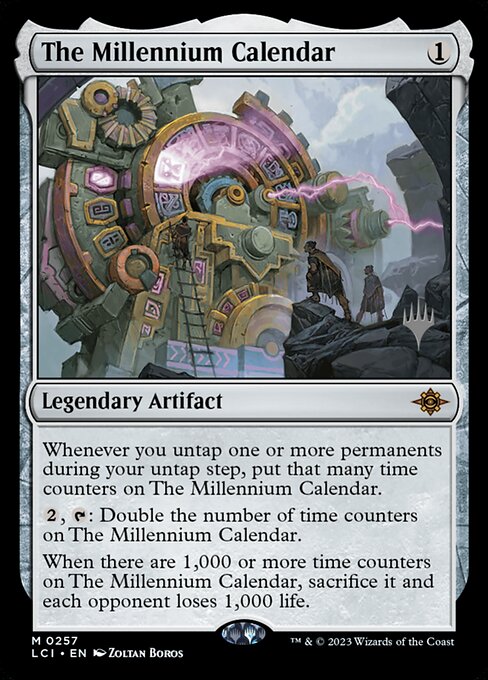 The Millennium Calendar 1
Legendary Artifact
Whenever you untap one or more permanents
during your untap step, put that many time
counters on The Millennium Calendar.
2, : Double the number of time counters
on The Millennium Calendar.
When there are 1,000 or more time counters
on The Millennium Calendar, sacrifice it and
each opponent loses 1,000 life.
M 0257
LCI • EN Zoltan Boros
™ & © 2023 Wizards of the Coast